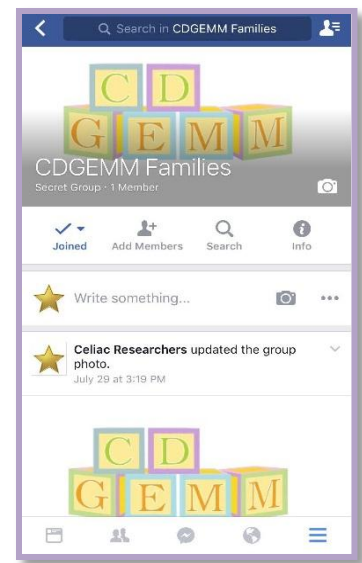 Search in CDGEMM Families
C D
G E M M
CDGEMM Families
Secret Group · 1 Member
Joined Add Members Search Info
Write something...
Celiac Researchers updated the group
photo.
July 29 at 3:19 PM
C D
G E M M